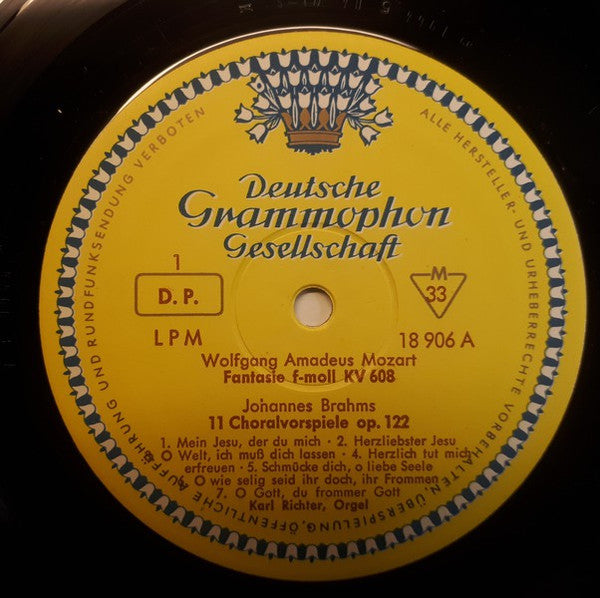 ALLE HERSTELLER- UND URHEBERRECHTE VORBEHALTEN, ÜBERSPIELUNG, ÖFFENTLICHE AUFFÜHRUNG UND RUNDFUNKSENDUNG VERBOTEN
Deutsche
Grammophon
Gesellschaft
1
D. P.
LPM
M
33
18 906 A
Wolfgang Amadeus Mozart
Fantasie f-moll KV 608
Johannes Brahms
11 Choralvorspiele op. 122
1. Mein Jesu, der du mich · 2. Herzliebster Jesu
O Welt, ich muß dich lassen · 4. Herzlich tut mich
erfreuen · 5. Schmücke dich, o liebe Seele
O wie selig seid ihr doch, ihr Frommen
7. O Gott, du frommer Gott
Karl Richter, Orgel